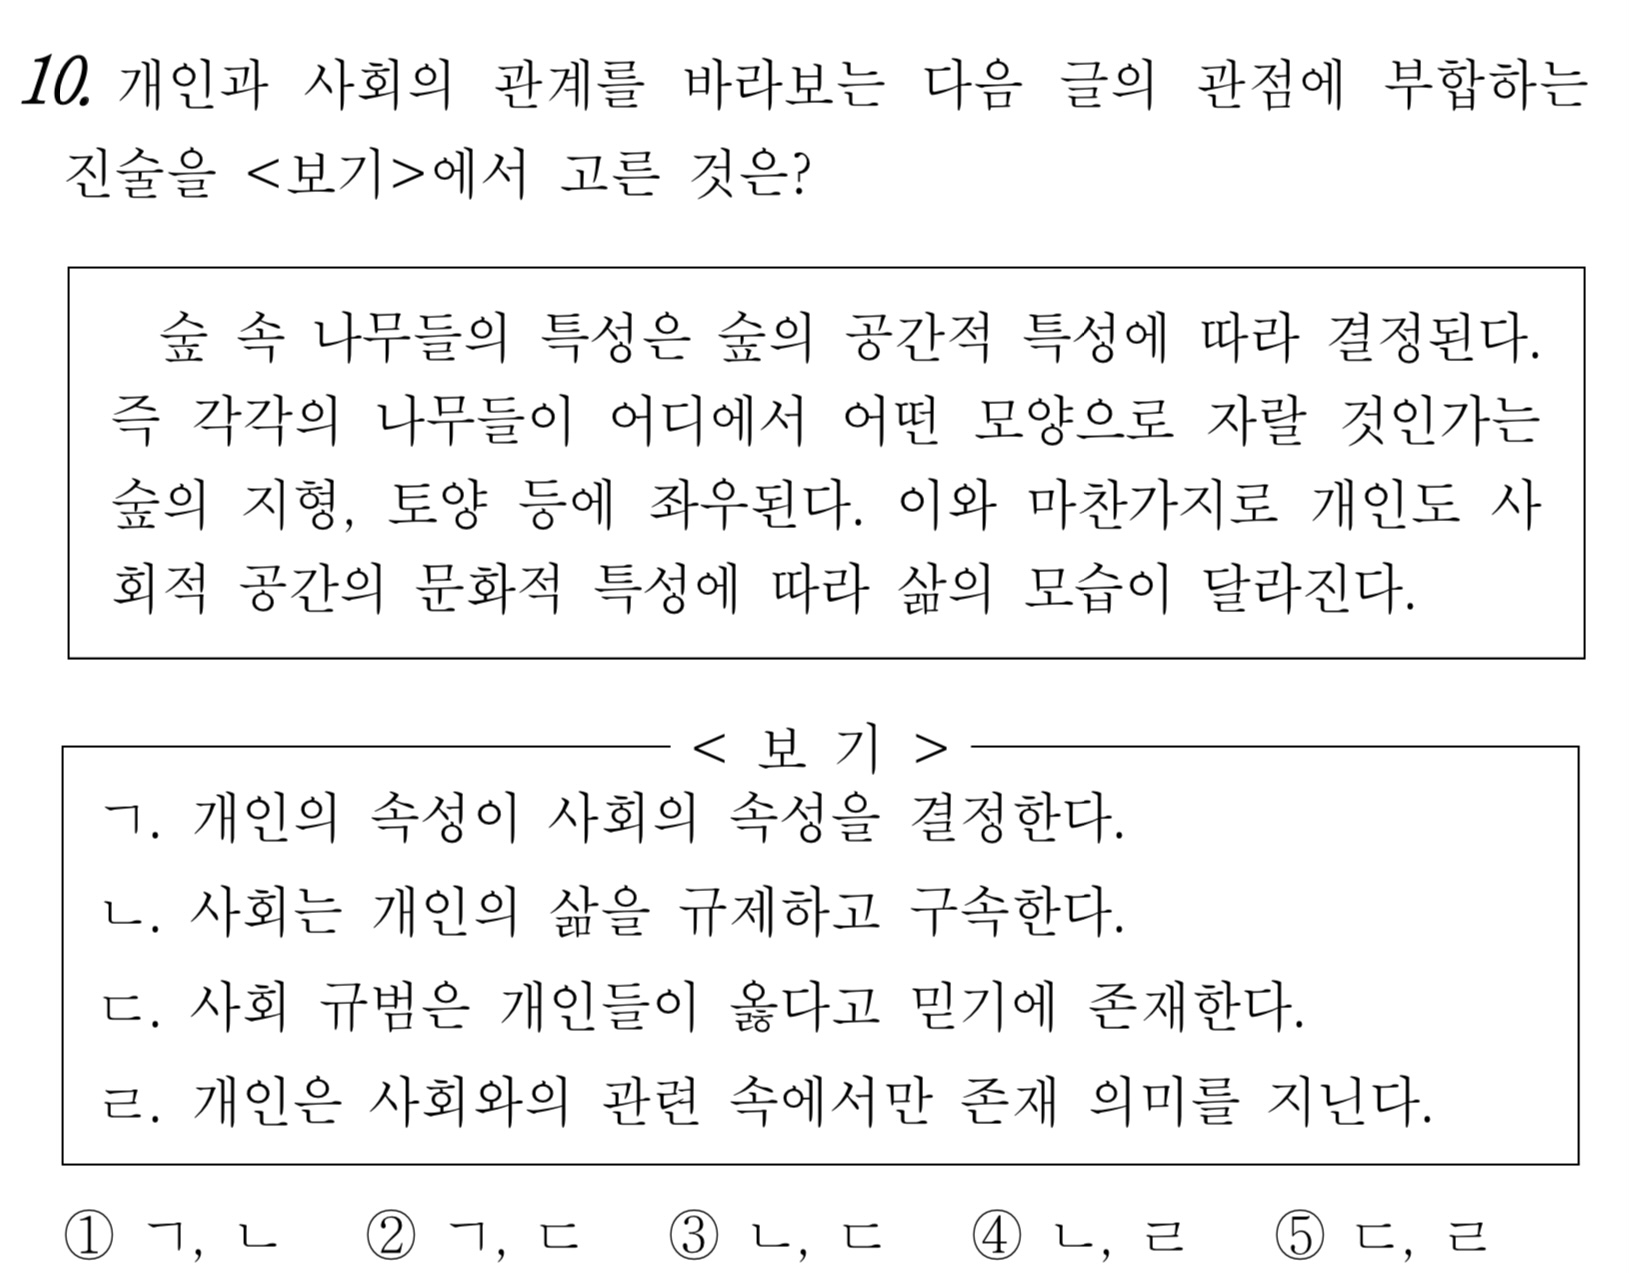 10. 개인과 사회의 관계를 바라보는 다음 글의 관점에 부합하는
진술을 <보기>에서 고른 것은?
숲 속 나무들의 특성은 숲의 공간적 특성에 따라 결정된다.
즉 각각의 나무들이 어디에서 어떤 모양으로 자랄 것인가는
숲의 지형, 토양 등에 좌우된다. 이와 마찬가지로 개인도 사
회적 공간의 문화적 특성에 따라 삶의 모습이 달라진다.
< 보 기 >
ㄱ. 개인의 속성이 사회의 속성을 결정한다.
ㄴ. 사회는 개인의 삶을 규제하고 구속한다.
ㄷ. 사회 규범은 개인들이 옳다고 믿기에 존재한다.
ㄹ. 개인은 사회와의 관련 속에서만 존재 의미를 지닌다.
① ㄱ, ㄴ ② ㄱ, ㄷ ③ ㄴ, ㄷ ④ ㄴ, ㄹ ⑤ ㄷ, ㄹ